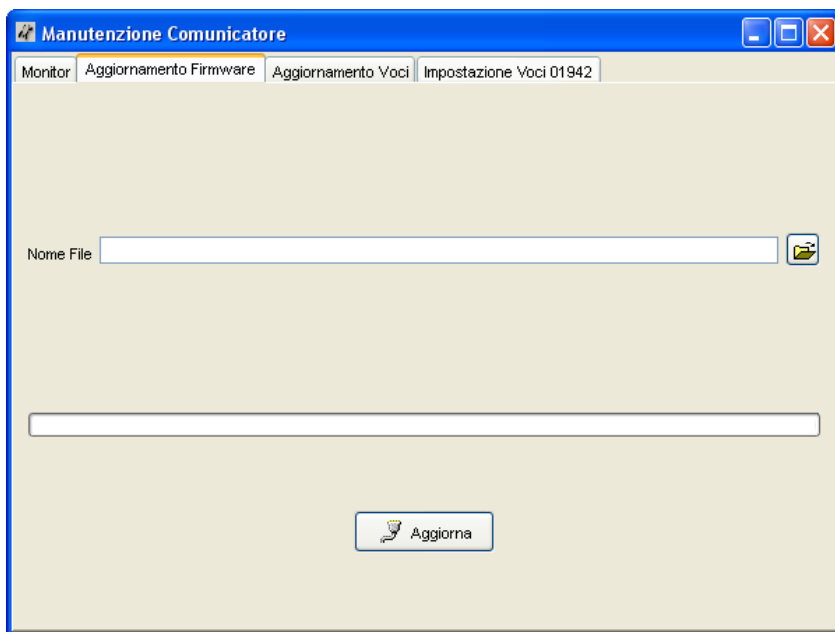 Manutenzione Comunicatore
Monitor Aggiornamento Firmware Aggiornamento Voci Impostazione Voci 01942
Nome File
Aggiorna